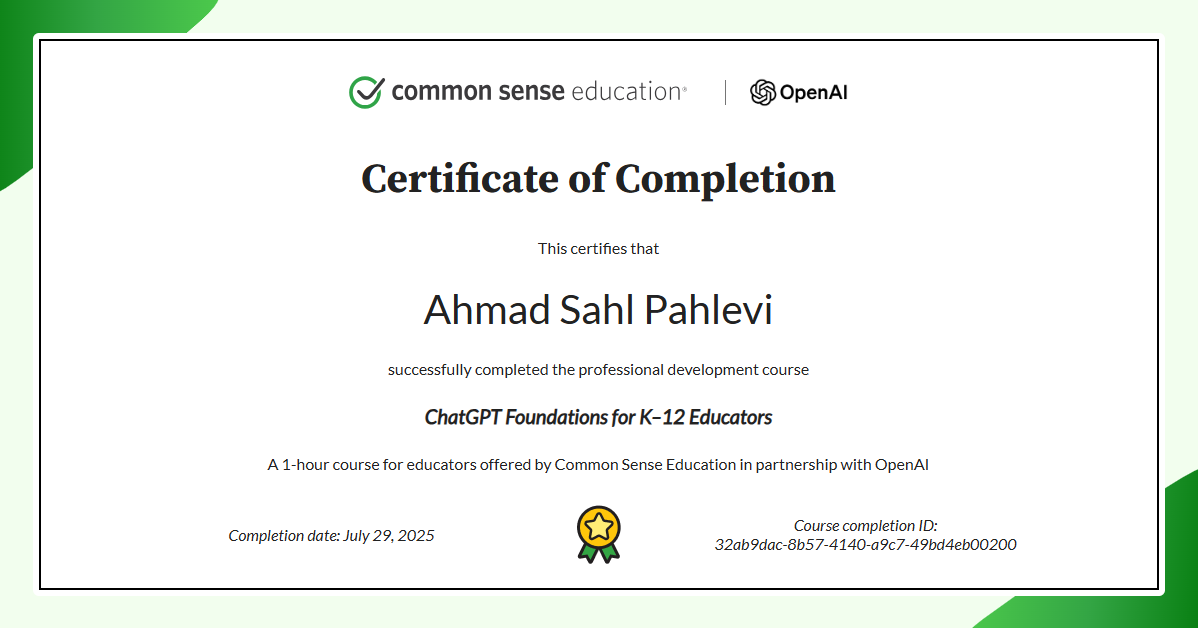 common sense education®
OpenAI
Certificate of Completion
This certifies that
Ahmad Sahl Pahlevi
successfully completed the professional development course
ChatGPT Foundations for K–12 Educators
A 1-hour course for educators offered by Common Sense Education in partnership with OpenAI
Completion date: July 29, 2025
Course completion ID:
32ab9dac-8b57-4140-a9c7-49bd4eb00200